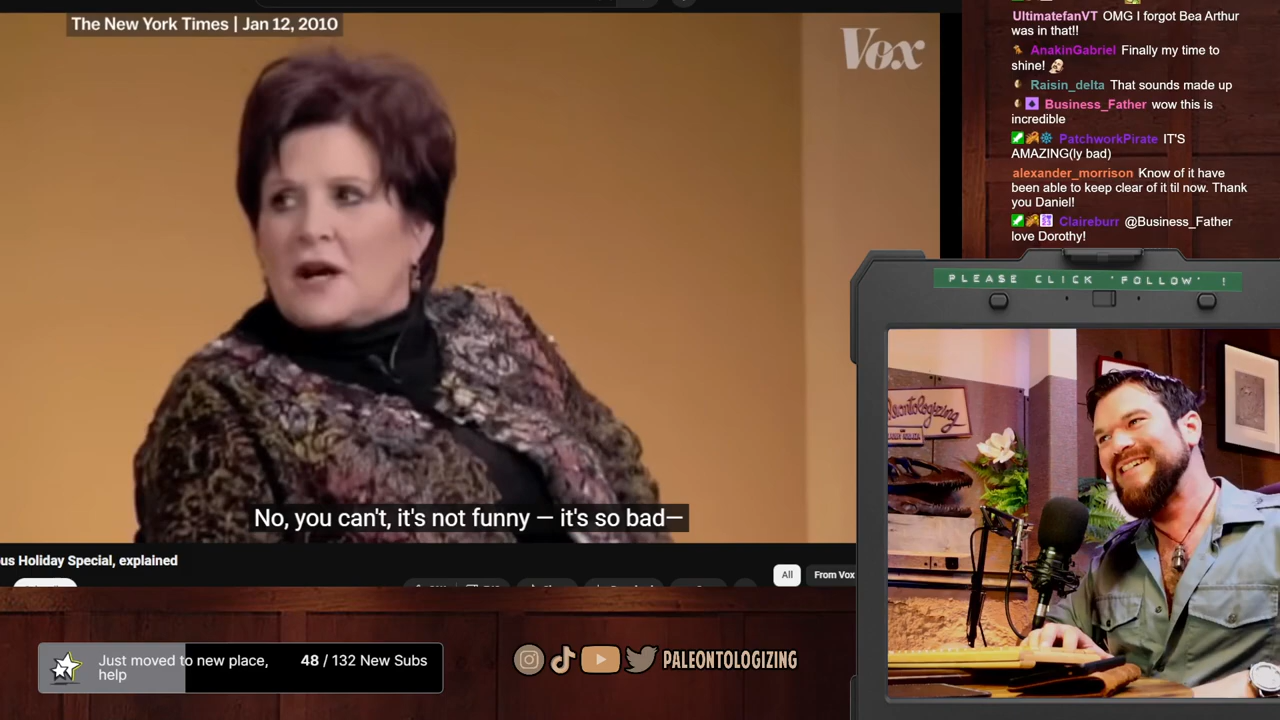 The New York Times | Jan 12, 2010
Vox
No, you can't, it's not funny — it's so bad—
us Holiday Special, explained
All
From Vox
UltimatefanVT OMG I forgot Bea Arthur
was in that!!
AnakinGabriel Finally my time to
shine!
Raisin_delta That sounds made up
Business_Father wow this is
incredible
PatchworkPirate IT'S
AMAZING(ly bad)
alexander_morrison Know of it have
been able to keep clear of it til now. Thank
you Daniel!!
Claireburr @Business_Father
love Dorothy!
PLEASE CLICK 'FOLLOW' !
Just moved to new place,
help
48 / 132 New Subs
PALEONTOLOGIZING